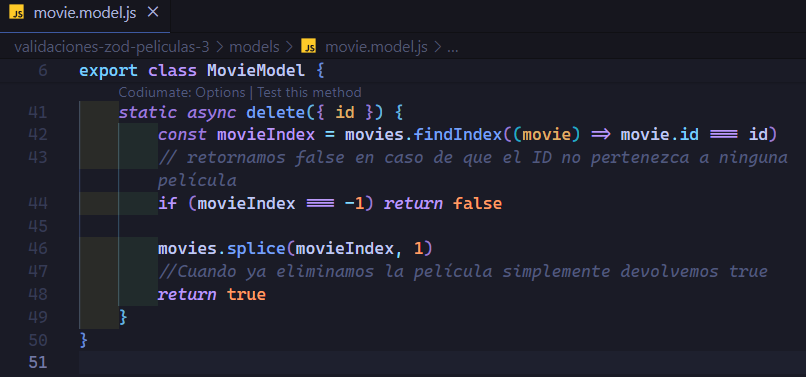 JS movie.model.js ×
validaciones-zod-peliculas-3 > models > JS movie.model.js > ...
6 export class MovieModel {
Codiumate: Options | Test this method
41 static async delete({ id }) {
42 const movieIndex = movies.findIndex((movie) => movie.id === id)
43 // retornamos false en caso de que el ID no pertenezca a ninguna
película
44 if (movieIndex === -1) return false
45
46 movies.splice(movieIndex, 1)
47 //Cuando ya eliminamos la película simplemente devolvemos true
48 return true
49 }
50 }
51